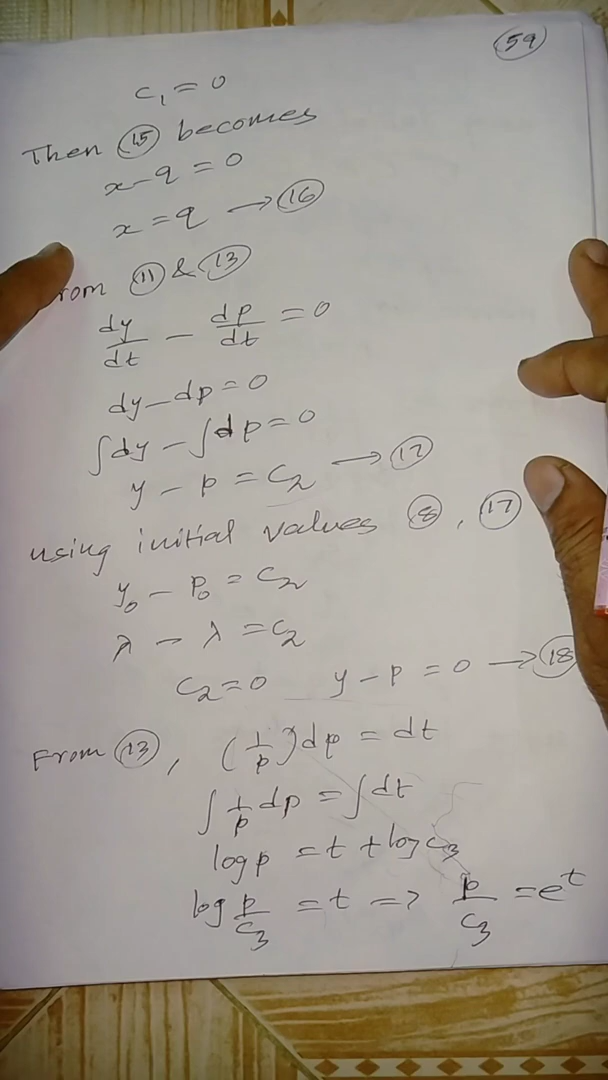 59
c₁ = 0
Then ⑮ becomes
x - q = 0
x = q → ⑯
rom ⑪ & ⑬
dy/dt - dp/dt = 0
dy - dp = 0
∫dy - ∫dp = 0
y - p = c₂ → ⑰
using initial values ⑧, ⑰
y₀ - p₀ = c₂
λ - λ = c₂
c₂ = 0 y - p = 0 → ⑱
From ⑬, (1/p) dp = dt
∫ 1/p dp = ∫ dt
log p = t + log c₃
log p/c₃ = t => p/c₃ = eᵗ